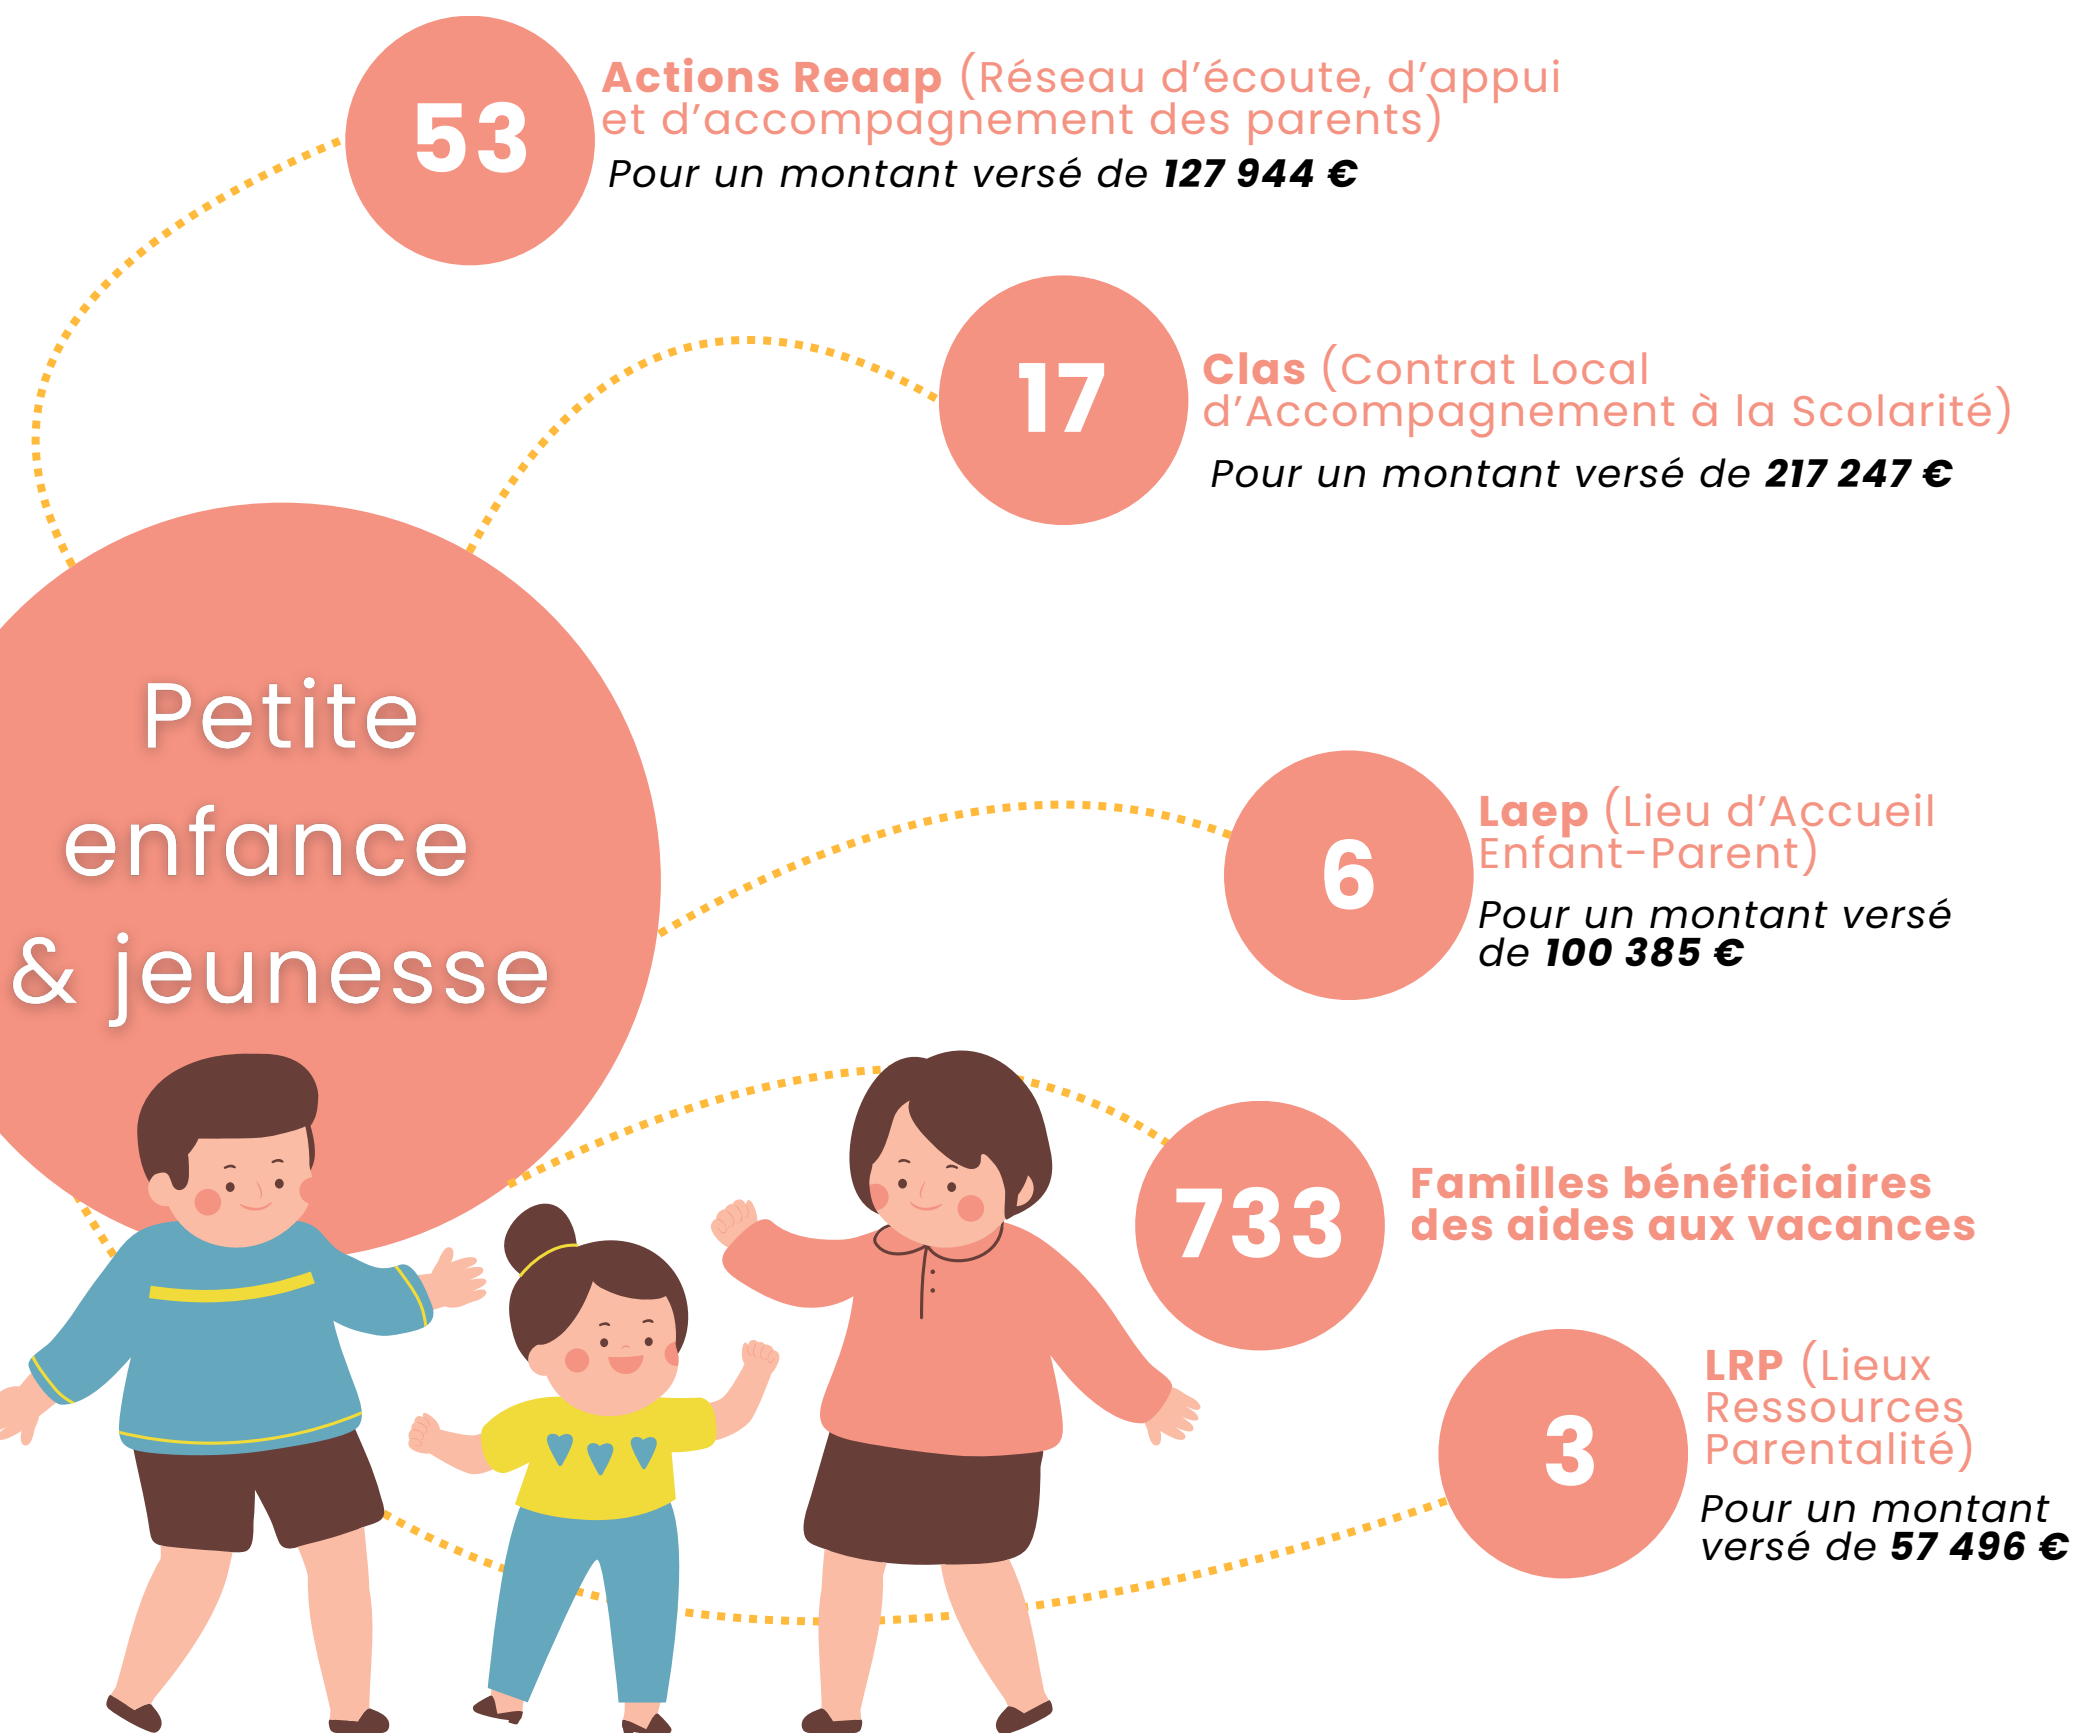 53
Actions Reaap (Réseau d’écoute, d’appui
et d’accompagnement des parents)
Pour un montant versé de 127 944 €
17
Clas (Contrat Local
d’Accompagnement à la Scolarité)
Pour un montant versé de 217 247 €
Petite
enfance
& jeunesse
6
Laep (Lieu d’Accueil
Enfant-Parent)
Pour un montant versé
de 100 385 €
733
Familles bénéficiaires
des aides aux vacances
3
LRP (Lieux
Ressources
Parentalité)
Pour un montant
versé de 57 496 €